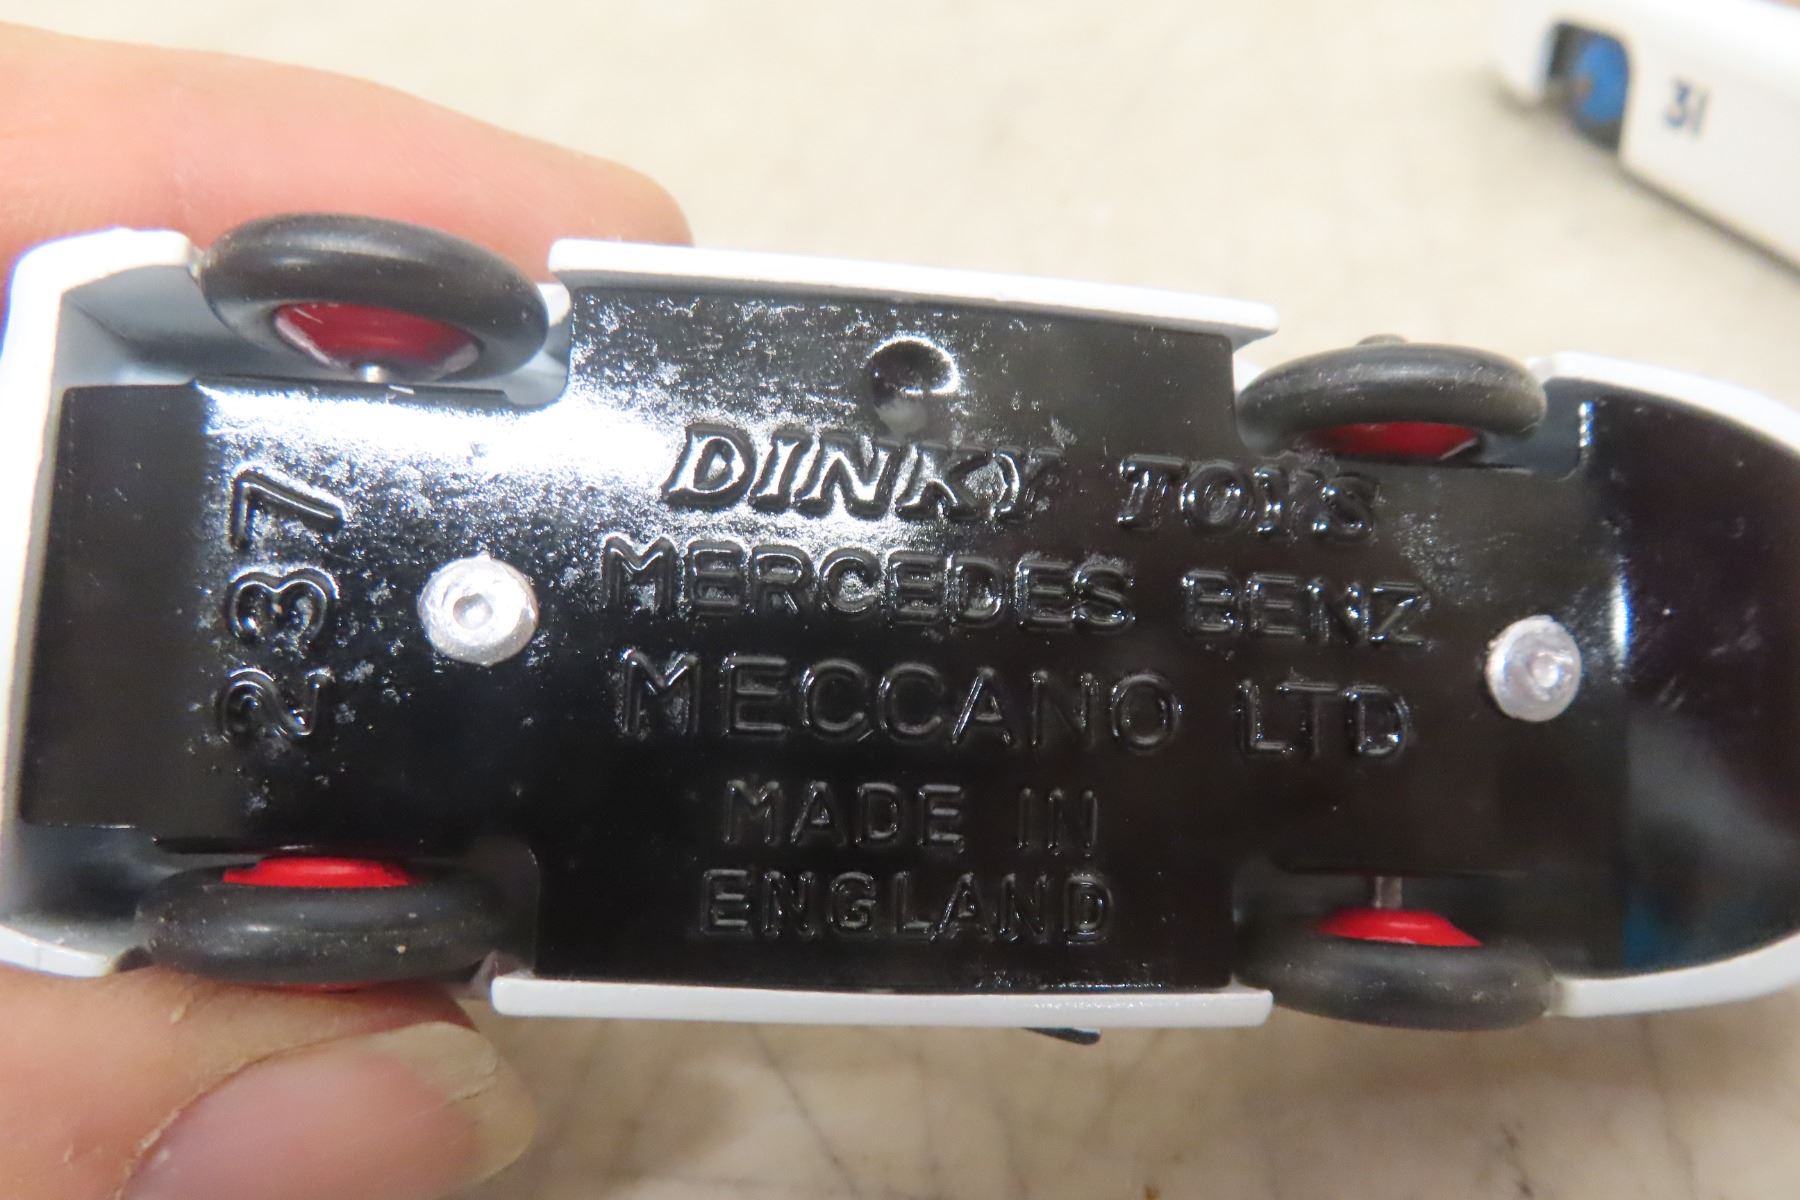 31
DINKY TOYS
MERCEDES BENZ
MECCANO LTD
MADE IN
ENGLAND
237